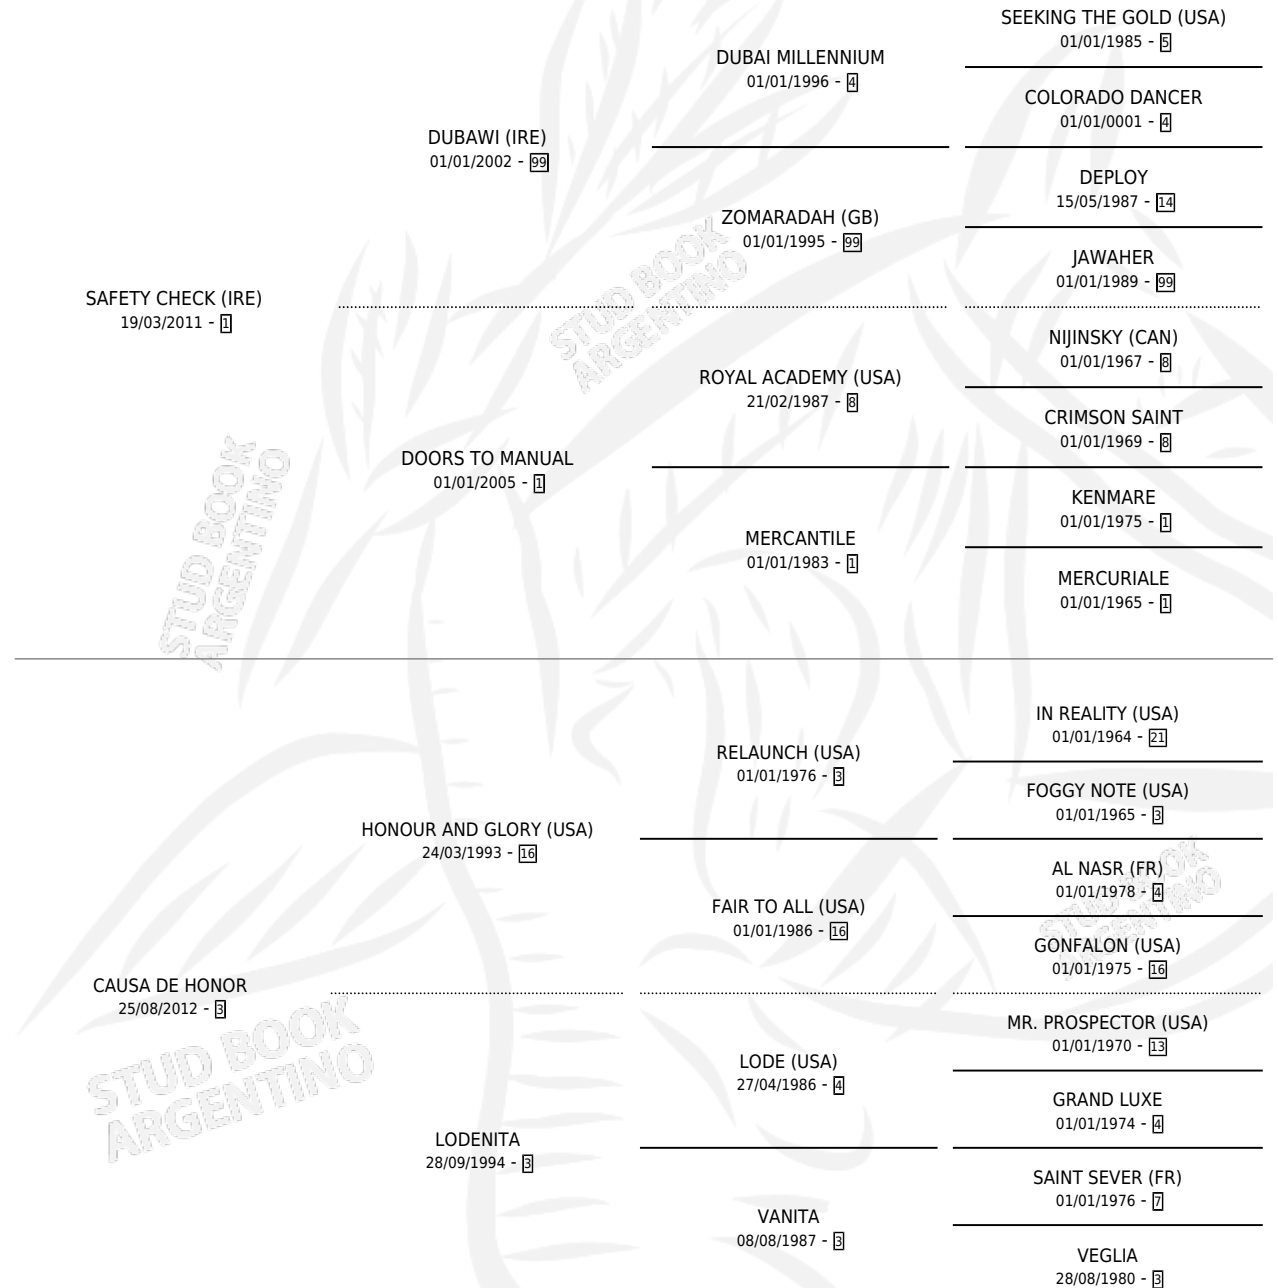 SEEKING THE GOLD (USA)
01/01/1985 - 5
DUBAI MILLENNIUM
01/01/1996 - 4
COLORADO DANCER
01/01/0001 - 4
DUBAWI (IRE)
01/01/2002 - 99
DEPLOY
15/05/1987 - 14
ZOMARADAH (GB)
01/01/1995 - 99
JAWAHER
01/01/1989 - 99
SAFETY CHECK (IRE)
19/03/2011 - 1
STUD BOOK
ARGENTINO
NIJINSKY (CAN)
01/01/1967 - 8
ROYAL ACADEMY (USA)
21/02/1987 - 8
CRIMSON SAINT
01/01/1969 - 8
DOORS TO MANUAL
01/01/2005 - 1
KENMARE
01/01/1975 - 1
MERCANTILE
01/01/1983 - 1
MERCURIALE
01/01/1965 - 1
STUD BOOK
ARGENTINO
IN REALITY (USA)
01/01/1964 - 21
RELAUNCH (USA)
01/01/1976 - 3
FOGGY NOTE (USA)
01/01/1965 - 3
HONOUR AND GLORY (USA)
24/03/1993 - 16
AL NASR (FR)
01/01/1978 - 4
FAIR TO ALL (USA)
01/01/1986 - 16
STUD BOOK
ARGENTINO
GONFALON (USA)
01/01/1975 - 16
CAUSA DE HONOR
25/08/2012 - 3
STUD BOOK
ARGENTINO
MR. PROSPECTOR (USA)
01/01/1970 - 13
LODE (USA)
27/04/1986 - 4
GRAND LUXE
01/01/1974 - 4
LODENITA
28/09/1994 - 3
SAINT SEVER (FR)
01/01/1976 - 7
VANITA
08/08/1987 - 3
VEGLIA
28/08/1980 - 3